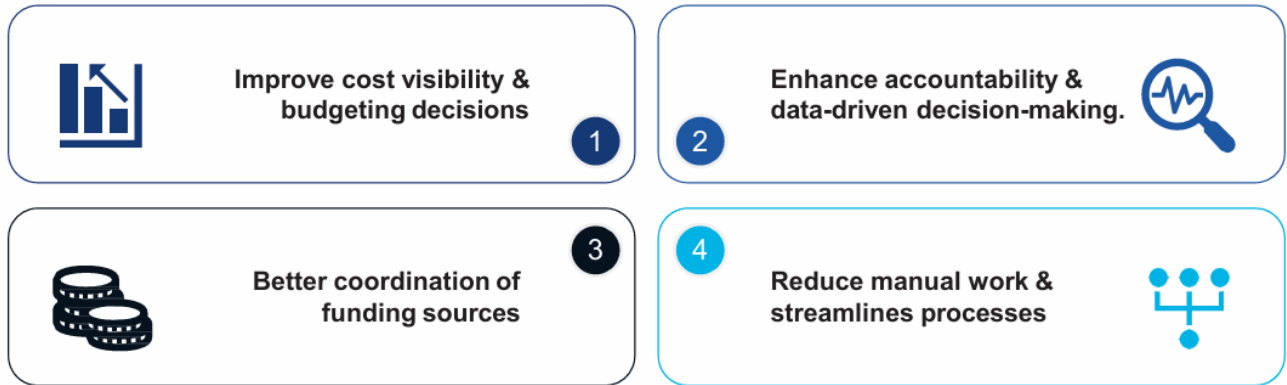 Improve cost visibility &
budgeting decisions
1
Enhance accountability &
data-driven decision-making.
2
Better coordination of
funding sources
3
Reduce manual work &
streamlines processes
4